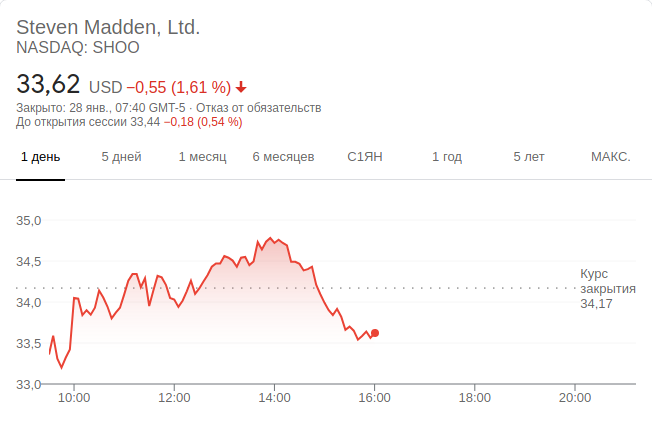 Steven Madden, Ltd.
NASDAQ: SHOO
33,62 USD −0,55 (1,61 %)
Закрыто: 28 янв., 07:40 GMT-5 · Отказ от обязательств
До открытия сессии 33,44 −0,18 (0,54 %)
1 день 5 дней 1 месяц 6 месяцев С1ЯН 1 год 5 лет МАКС.
35,0
34,5
Курс
закрытия
34,17
34,0
33,5
33,0
10:00 12:00 14:00 16:00 18:00 20:00